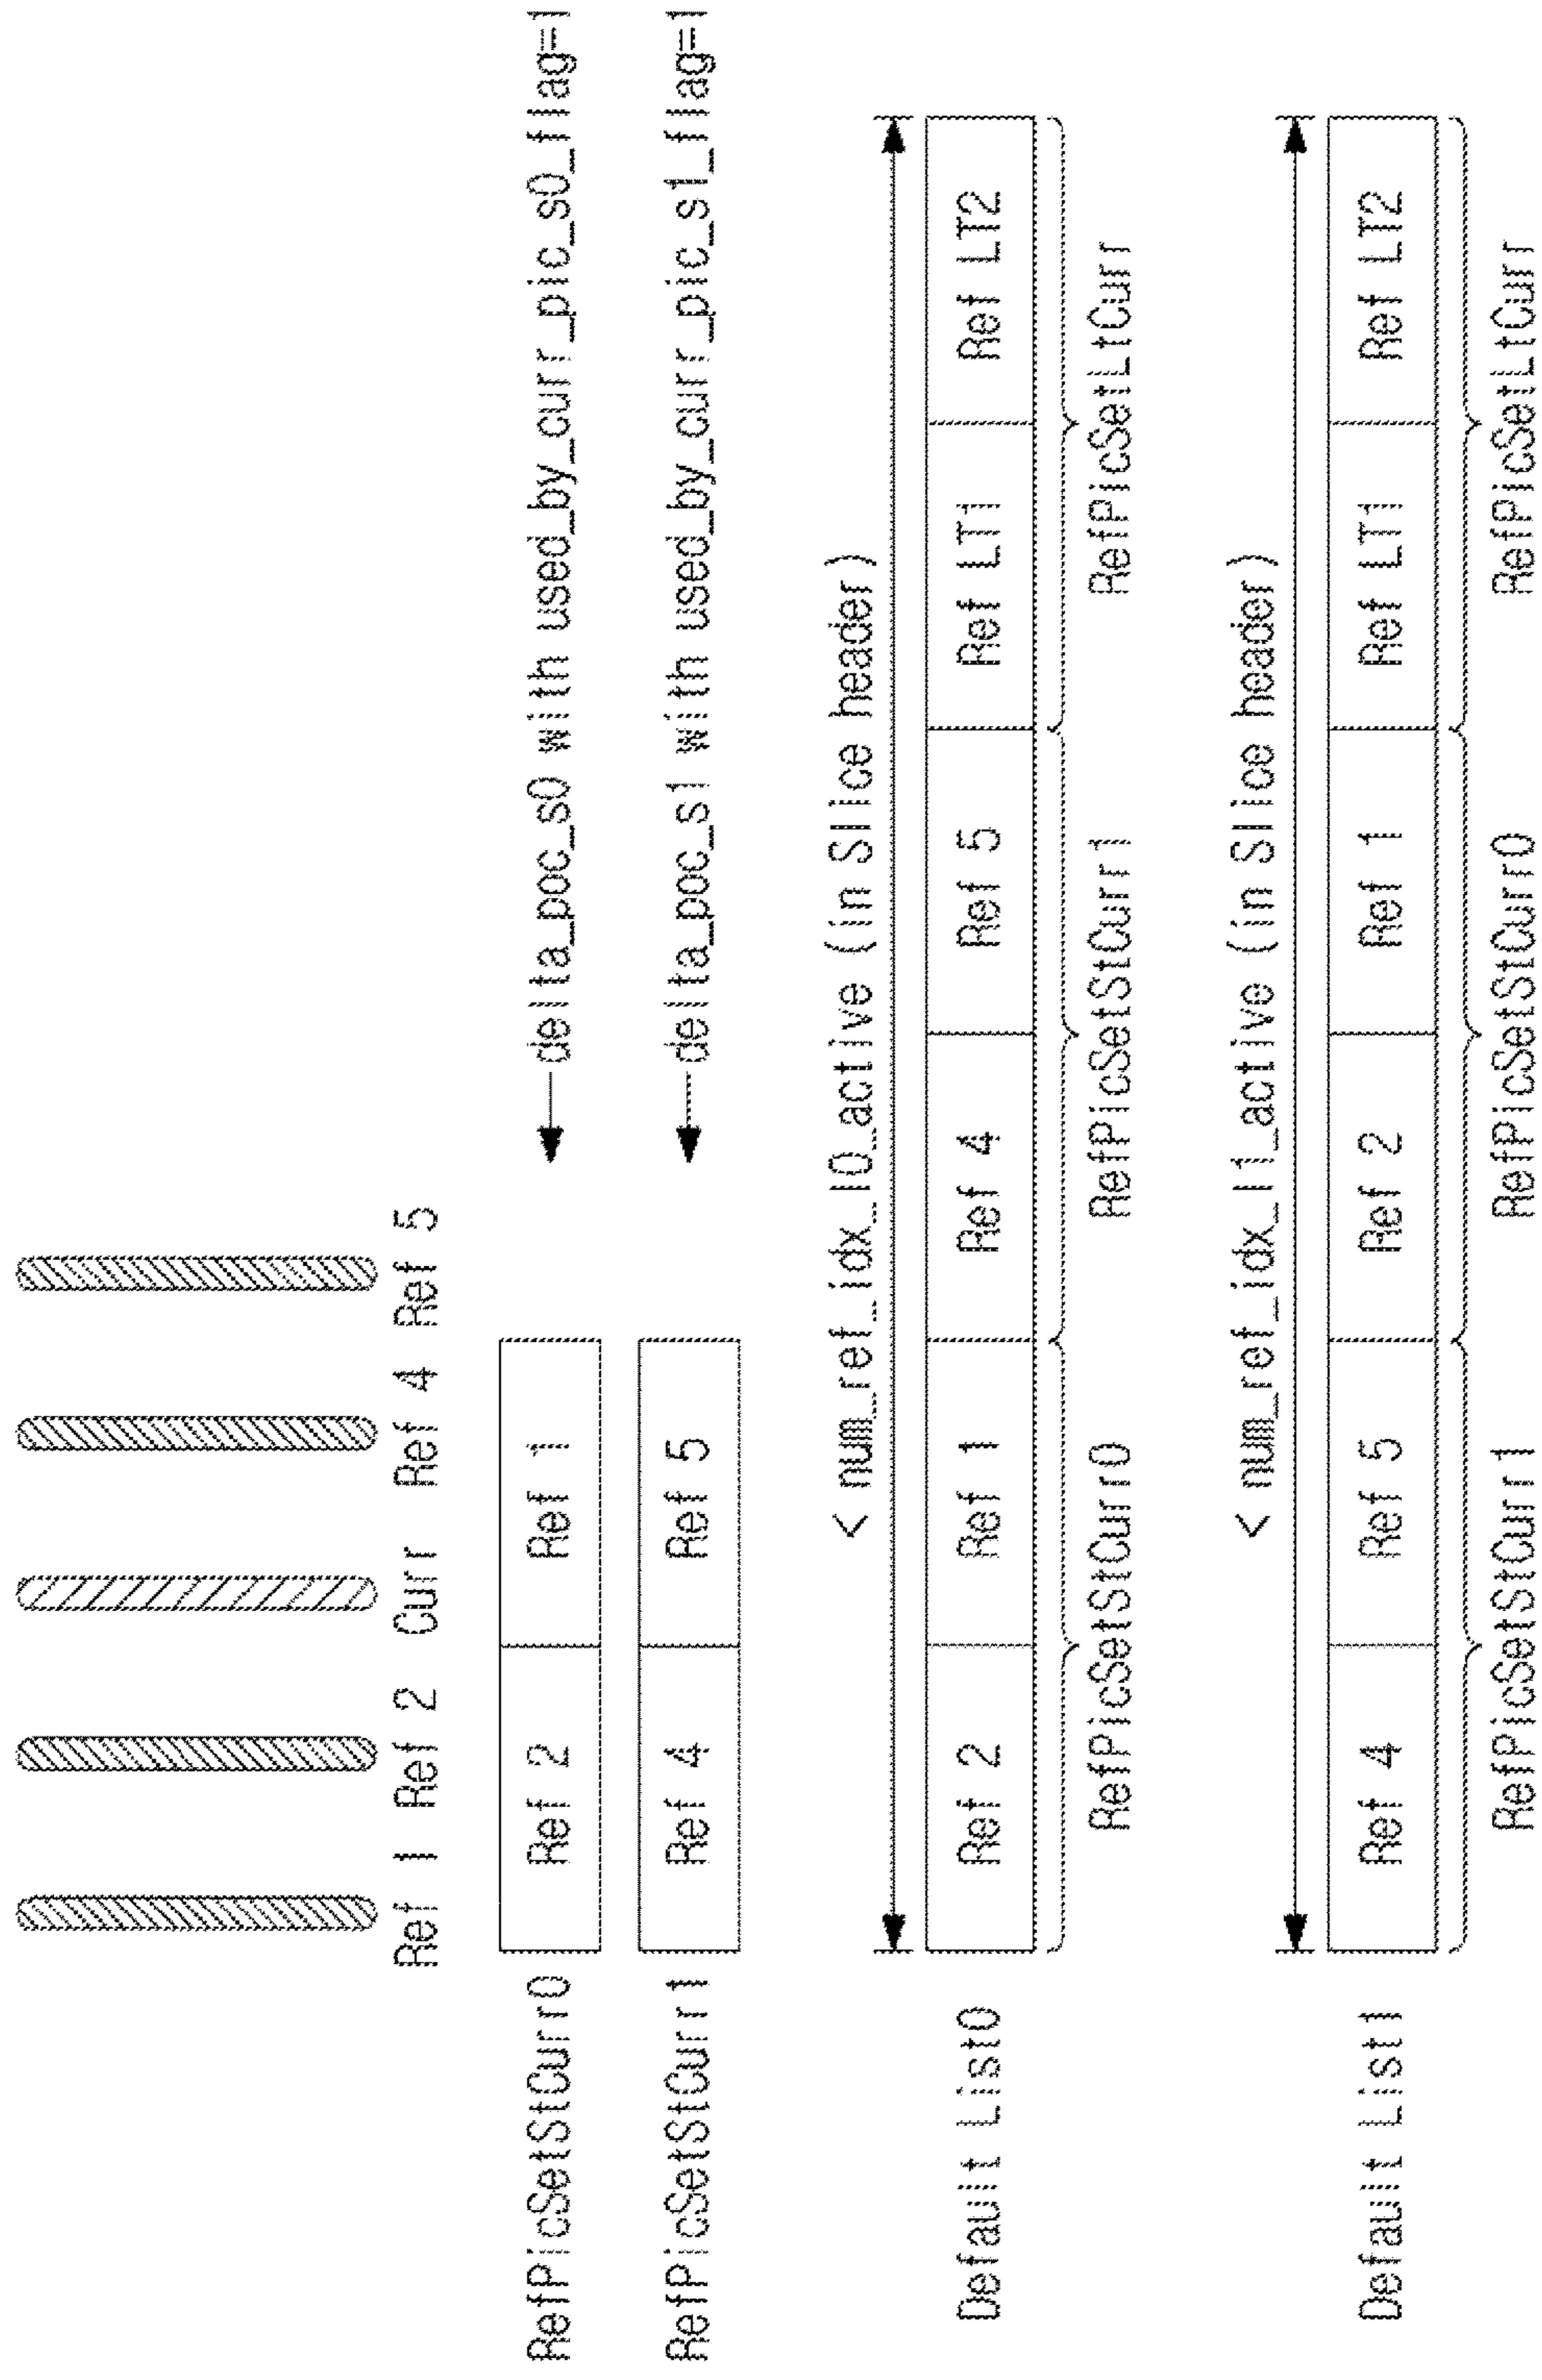 Ref 1 Ref 2 Curr Ref 4 Ref 5
RefPicSetStCurr0 Ref 2 Ref 1 delta_poc_s0 with used_by_curr_pic_s0_flag=1
RefPicSetStCurr1 Ref 4 Ref 5 delta_poc_s1 with used_by_curr_pic_s1_flag=1
< num_ref_idx_l0_active (in Slice header)
Default List0 Ref 2 Ref 1 Ref 4 Ref 5 Ref LT1 Ref LT2
RefPicSetStCurr0 RefPicSetStCurr1 RefPicSetLtCurr
< num_ref_idx_l1_active (in Slice header)
Default List1 Ref 4 Ref 5 Ref 2 Ref 1 Ref LT1 Ref LT2
RefPicSetStCurr1 RefPicSetStCurr0 RefPicSetLtCurr